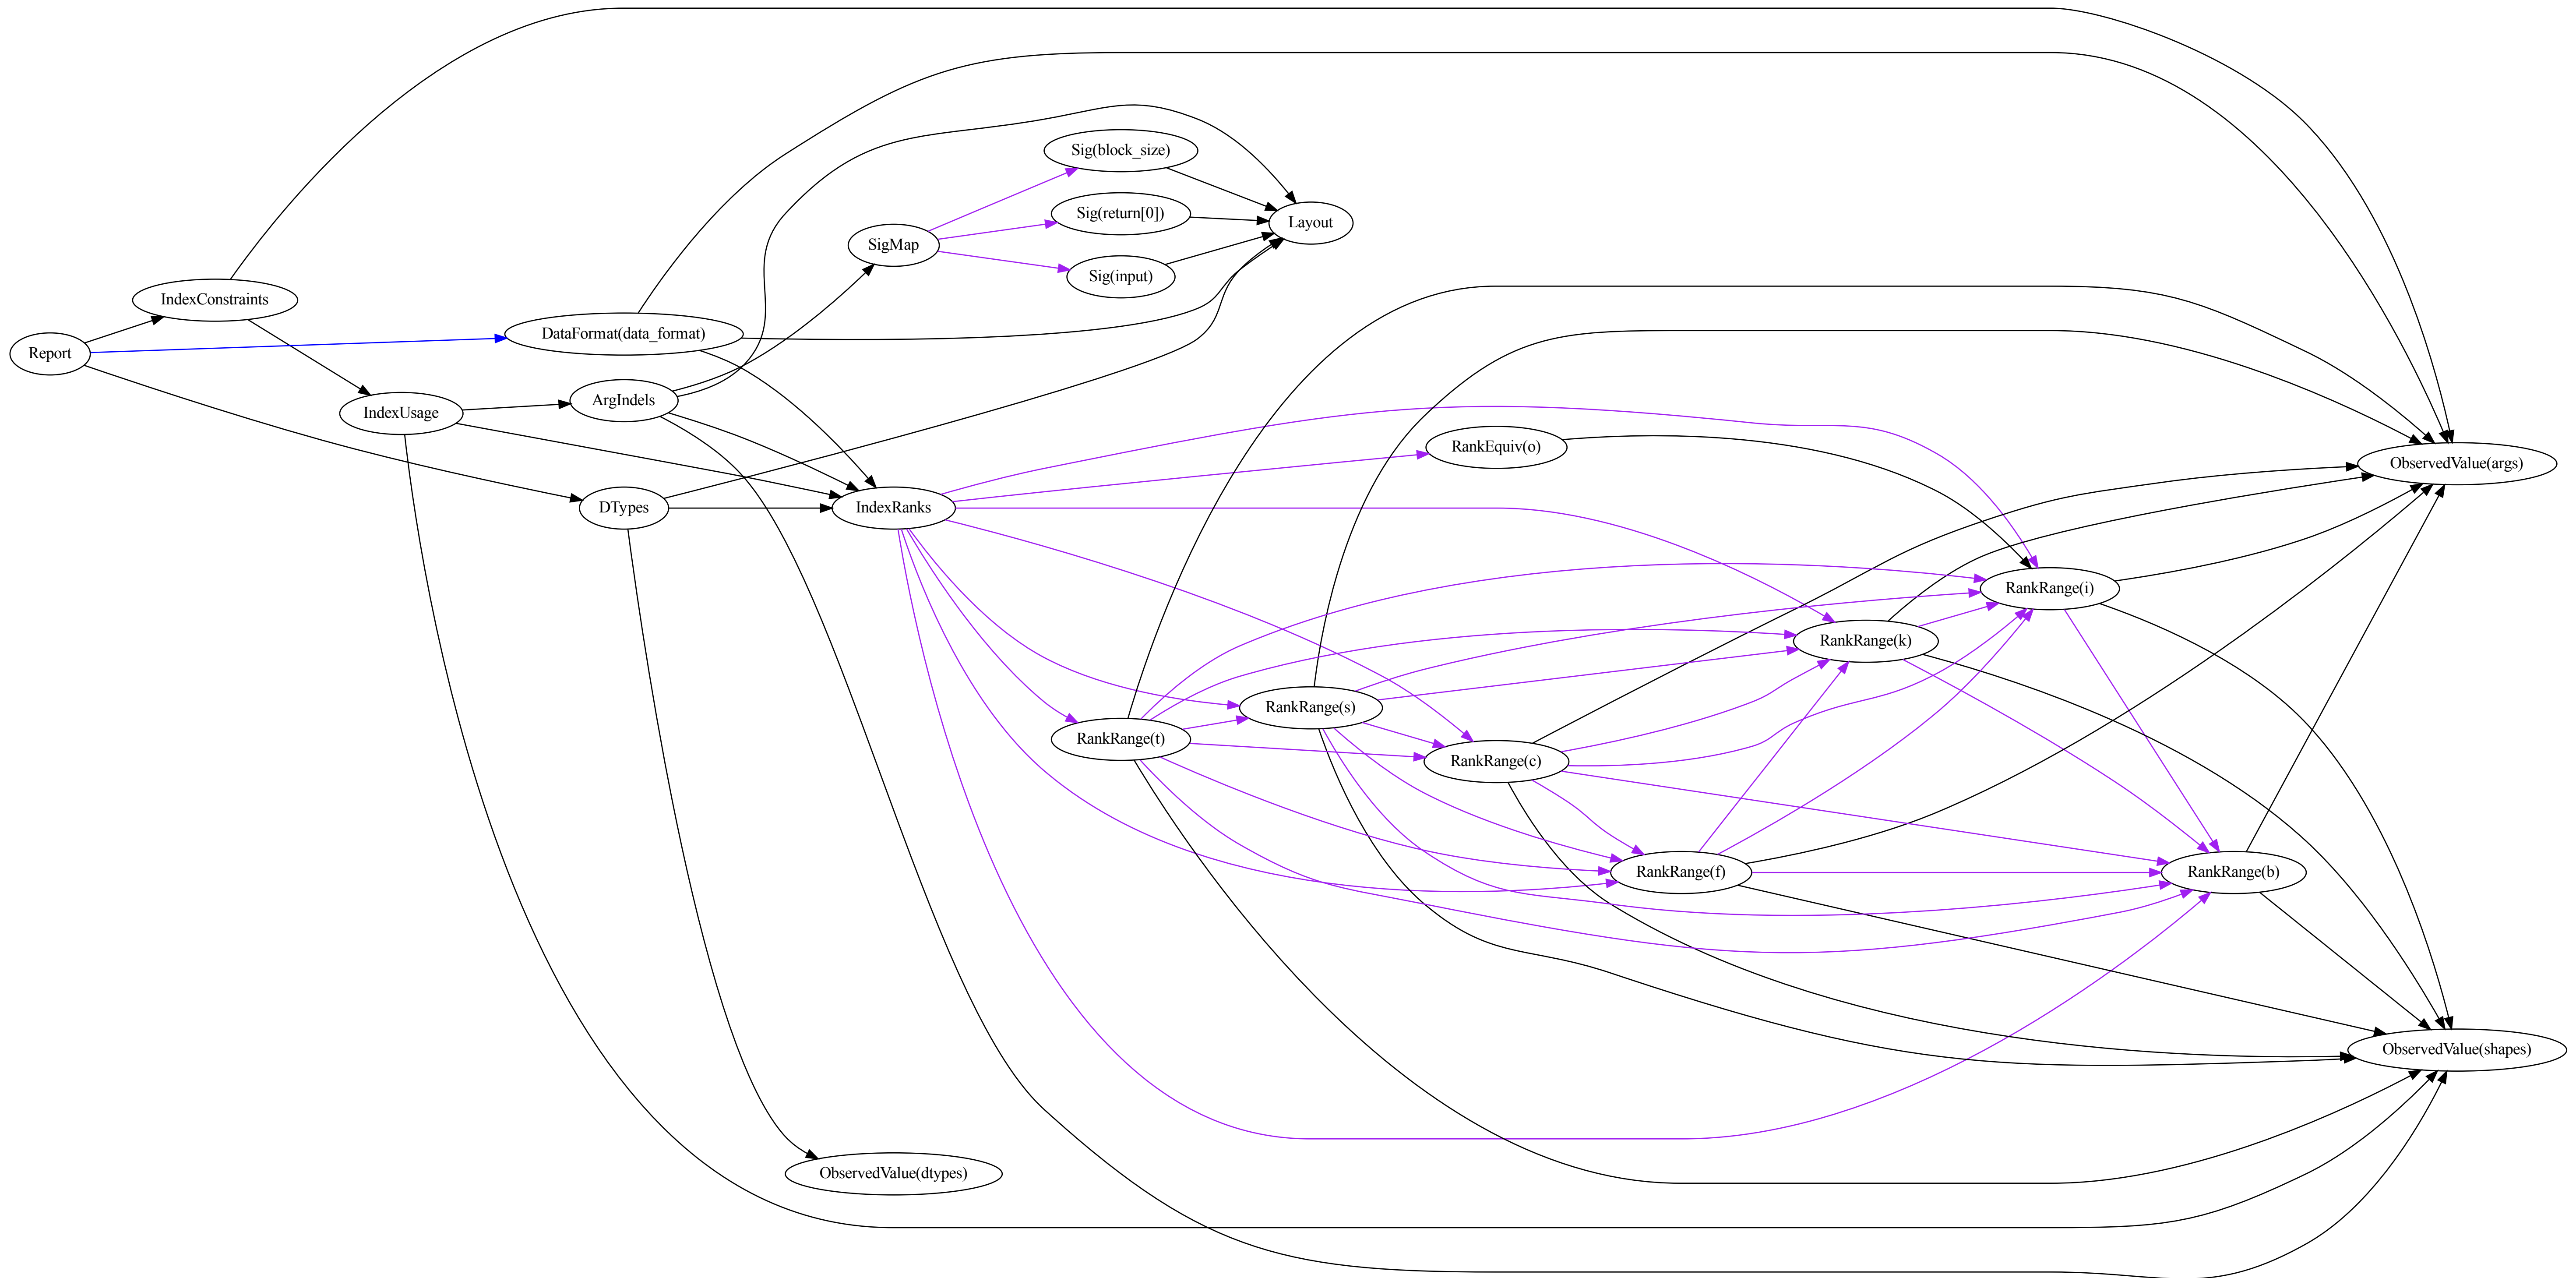 Sig(block_size)
Sig(return[0])
Layout
SigMap
Sig(input)
IndexConstraints
DataFormat(data_format)
Report
ArgIndels
IndexUsage
RankEquiv(o)
ObservedValue(args)
DTypes
IndexRanks
RankRange(i)
RankRange(k)
RankRange(s)
RankRange(t)
RankRange(c)
RankRange(f)
RankRange(b)
ObservedValue(shapes)
ObservedValue(dtypes)